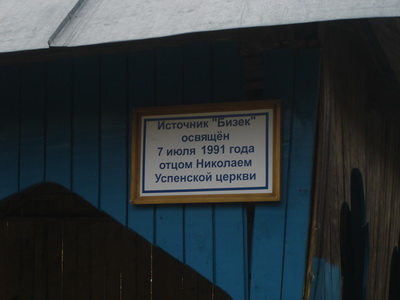 Источник "Бизек"
освящён
7 июля 1991 года
отцом Николаем
Успенской церкви